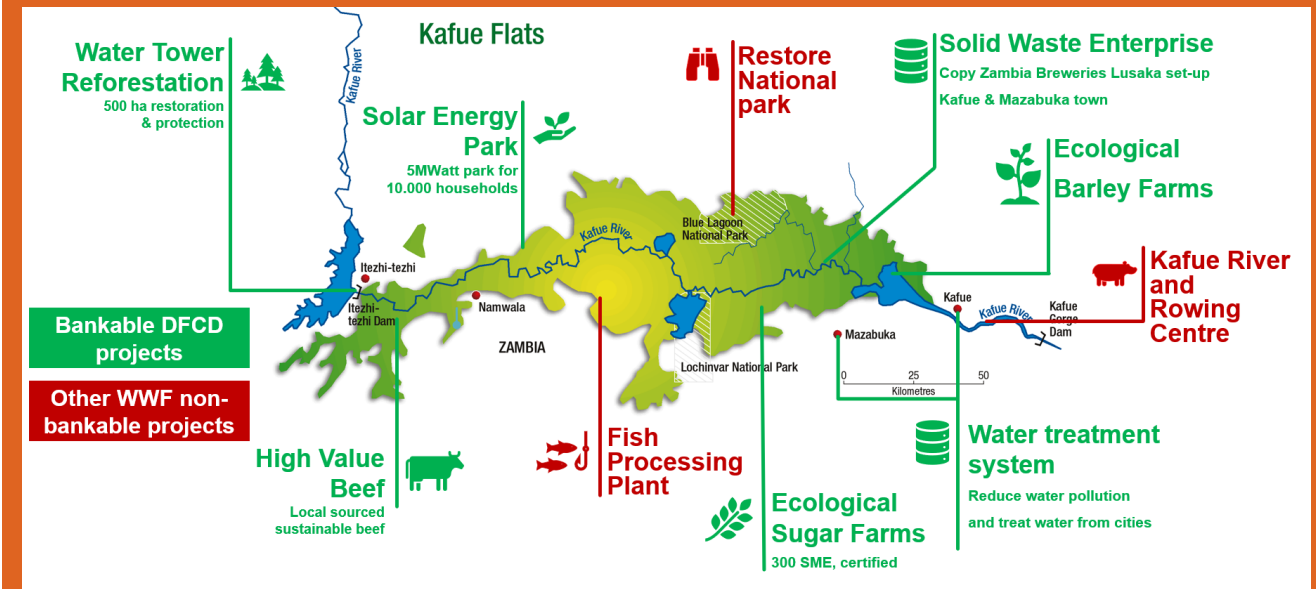 Kafue Flats
Water Tower
Reforestation
500 ha restoration
& protection
Kafue River
Solar Energy
Park
5MWatt park for
10.000 households
Restore
National
park
Solid Waste Enterprise
Copy Zambia Breweries Lusaka set-up
Kafue & Mazabuka town
Ecological
Barley Farms
Kafue River
and
Rowing
Centre
Blue Lagoon
National Park
Kafue River
Itezhi-tezhi
Itezhi-
tezhi Dam
Namwala
ZAMBIA
Lochinvar National Park
Mazabuka
Kafue
Kafue River
Kafue
Gorge
Dam
0 25 50
Kilometres
Bankable DFCD
projects
Other WWF non-
bankable projects
High Value
Beef
Local sourced
sustainable beef
Fish
Processing
Plant
Ecological
Sugar Farms
300 SME, certified
Water treatment
system
Reduce water pollution
and treat water from cities